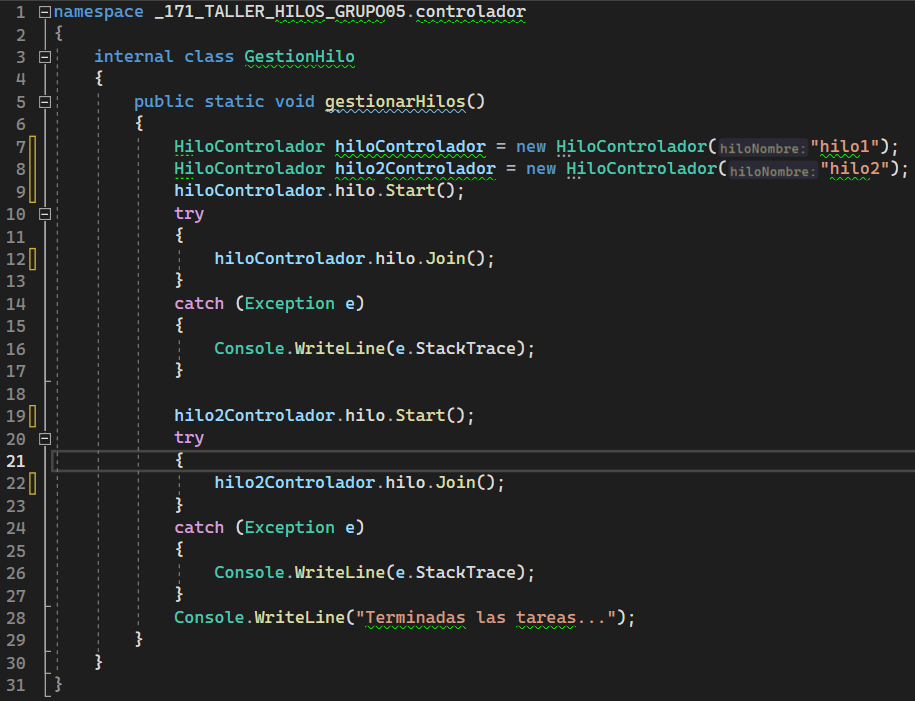 1 namespace _171_TALLER_HILOS_GRUPO05.controlador
2 {
3 internal class GestionHilo
4 {
5 public static void gestionarHilos()
6 {
7 HiloControlador hiloControlador = new HiloControlador(hiloNombre: "hilo1");
8 HiloControlador hilo2Controlador = new HiloControlador(hiloNombre: "hilo2");
9 hiloControlador.hilo.Start();
10 try
11 {
12 hiloControlador.hilo.Join();
13 }
14 catch (Exception e)
15 {
16 Console.WriteLine(e.StackTrace);
17 }
18
19 hilo2Controlador.hilo.Start();
20 try
21 {
22 hilo2Controlador.hilo.Join();
23 }
24 catch (Exception e)
25 {
26 Console.WriteLine(e.StackTrace);
27 }
28 Console.WriteLine("Terminadas las tareas...");
29 }
30 }
31 }